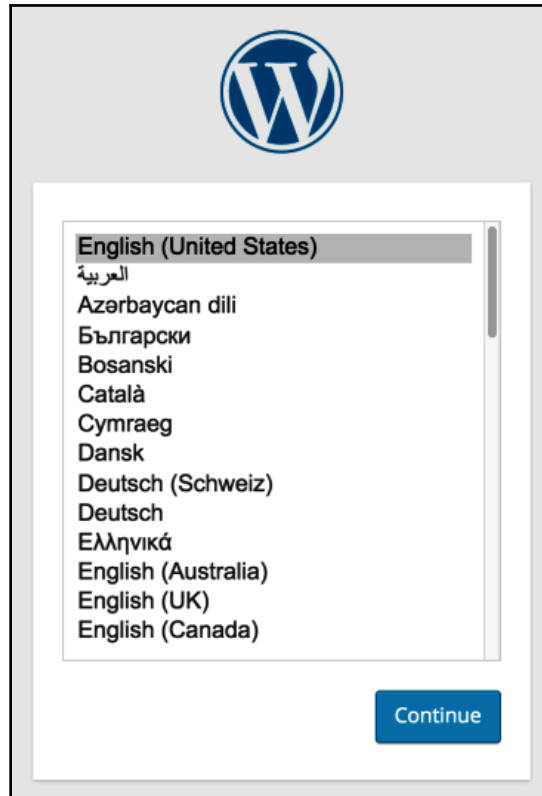 English (United States)
العربية
Azərbaycan dili
Български
Bosanski
Català
Cymraeg
Dansk
Deutsch (Schweiz)
Deutsch
Ελληνικά
English (Australia)
English (UK)
English (Canada)
Continue